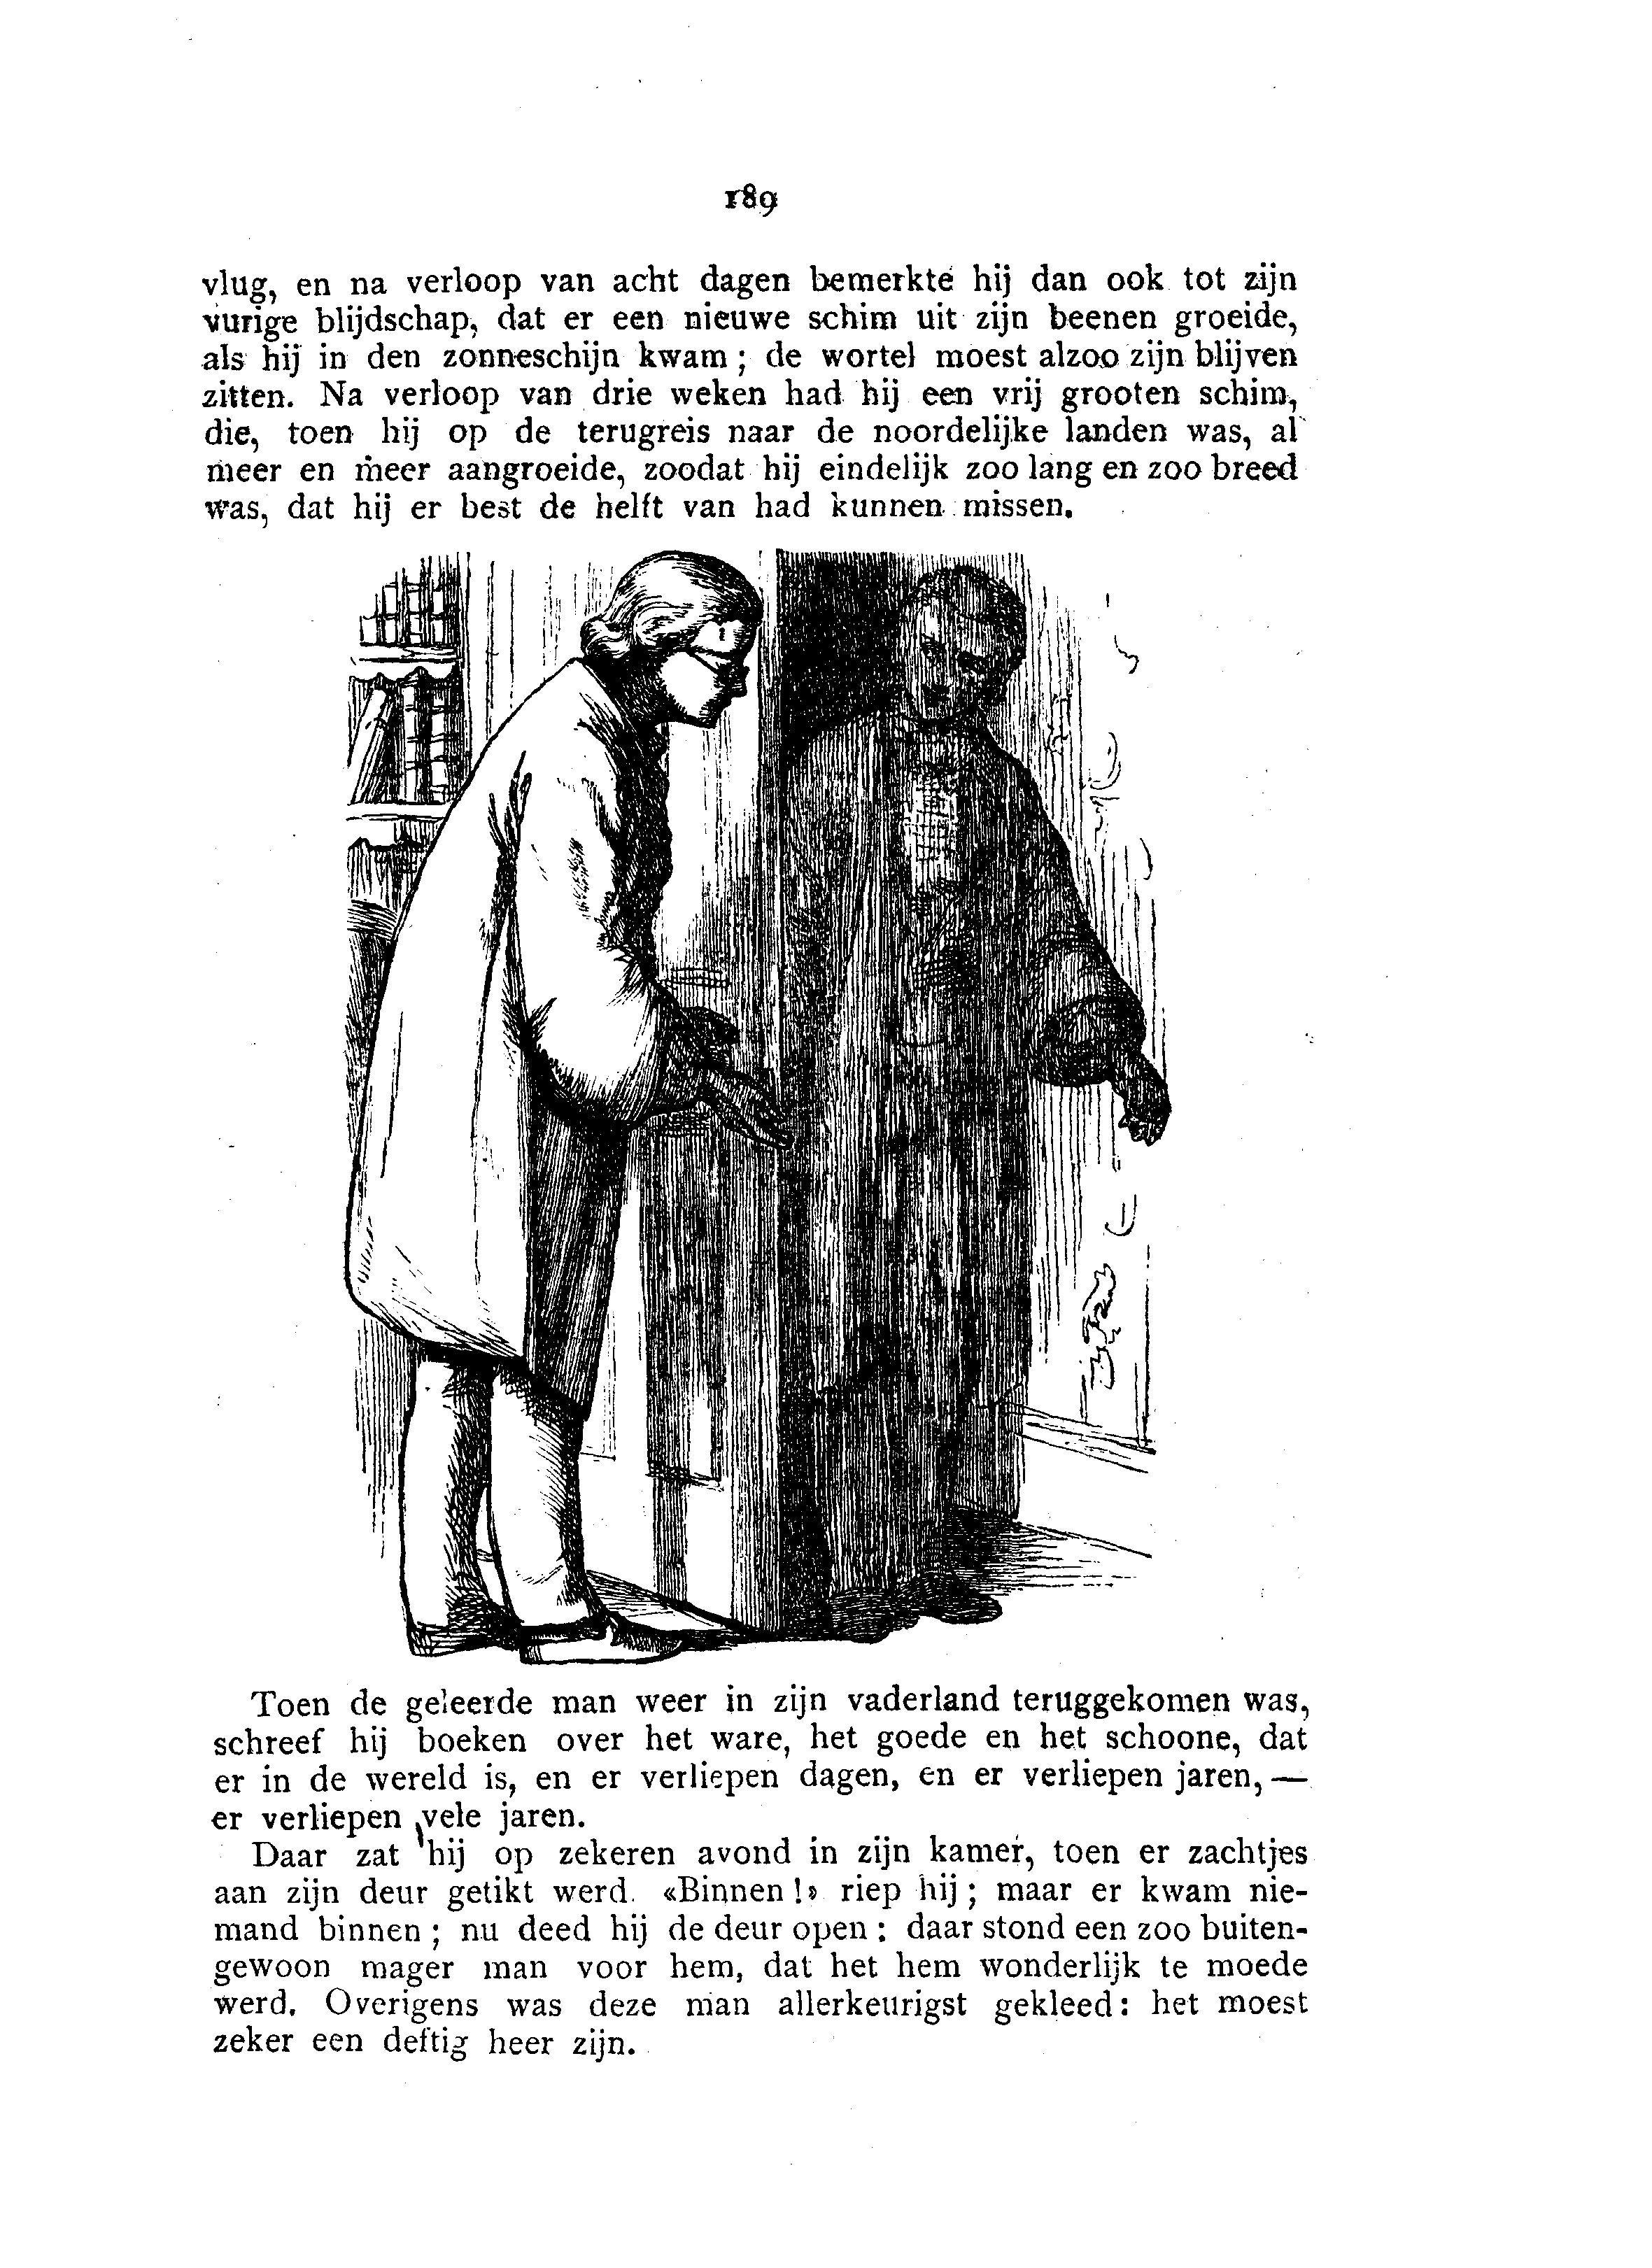 189
vlug, en na verloop van acht dagen bemerkte hij dan ook tot zijn
vurige blijdschap, dat er een nieuwe schim uit zijn beenen groeide,
als hij in den zonneschijn kwam; de wortel moest alzoo zijn blijven
zitten. Na verloop van drie weken had hij een vrij grooten schim,
die, toen hij op de terugreis naar de noordelijke landen was, al
meer en meer aangroeide, zoodat hij eindelijk zoo lang en zoo breed
was, dat hij er best de helft van had kunnen missen.
Toen de geleerde man weer in zijn vaderland teruggekomen was,
schreef hij boeken over het ware, het goede en het schoone, dat
er in de wereld is, en er verliepen dagen, en er verliepen jaren, —
er verliepen vele jaren.
Daar zat hij op zekeren avond in zijn kamer, toen er zachtjes
aan zijn deur getikt werd. «Binnen!» riep hij; maar er kwam nie-
mand binnen; nu deed hij de deur open: daar stond een zoo buiten-
gewoon mager man voor hem, dat het hem wonderlijk te moede
werd. Overigens was deze man allerkeurigst gekleed: het moest
zeker een deftig heer zijn.